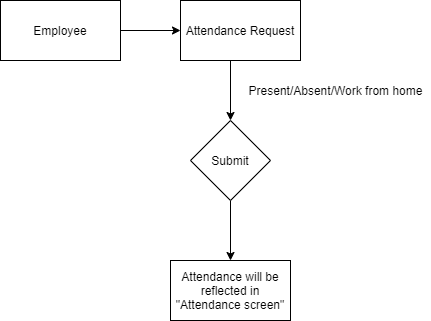 Employee
Attendance Request
Present/Absent/Work from home
Submit
Attendance will be
reflected in
"Attendance screen"